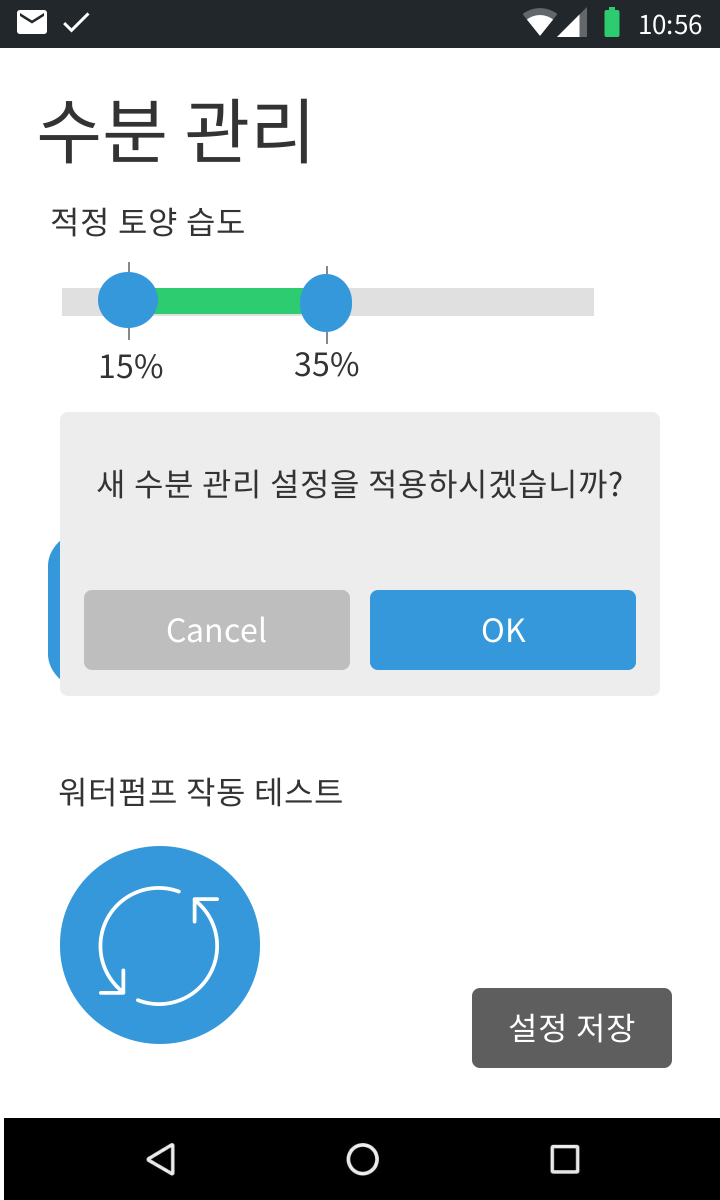 10:56
수분 관리
적정 토양 습도
15%
35%
새 수분 관리 설정을 적용하시겠습니까?
Cancel
OK
워터펌프 작동 테스트
설정 저장